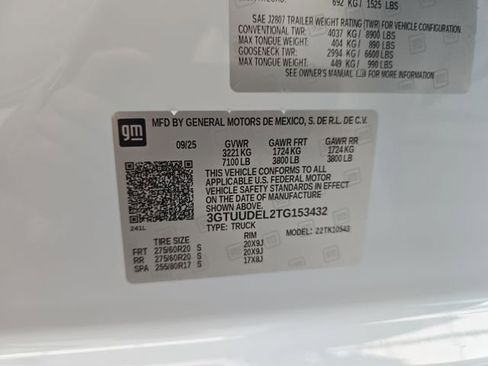 692 KG / 1525 LBS
SAE J2807 TRAILER WEIGHT RATING (TWR) FOR VEHICLE CONFIGURATION.
CONVENTIONAL TWR: 4037 KG / 8900 LBS
MAX TONGUE WEIGHT: 404 KG / 890 LBS
GOOSENECK TWR: 2994 KG / 6600 LBS
MAX TONGUE WEIGHT: 449 KG / 990 LBS
SEE OWNER'S MANUAL FOR MORE INFORMATION
gm
MFD BY GENERAL MOTORS DE MEXICO, S. DE R.L. DE C.V.
09/25 GVWR GAWR FRT GAWR RR
3221 KG 1724 KG 1724 KG
7100 LB 3800 LB 3800 LB
THIS VEHICLE CONFORMS TO ALL
APPLICABLE U.S. FEDERAL MOTOR
VEHICLE SAFETY STANDARDS IN
EFFECT ON THE DATE OF MANUFACTURE
SHOWN ABOVE.
3GTUUDEL2TG153432
TYPE: TRUCK MODEL: 22TK10543
241L
TIRE SIZE RIM
FRT 275/60R20 S 20X9J
RR 275/60R20 S 20X9J
SPA 255/80R17 S 17X8J